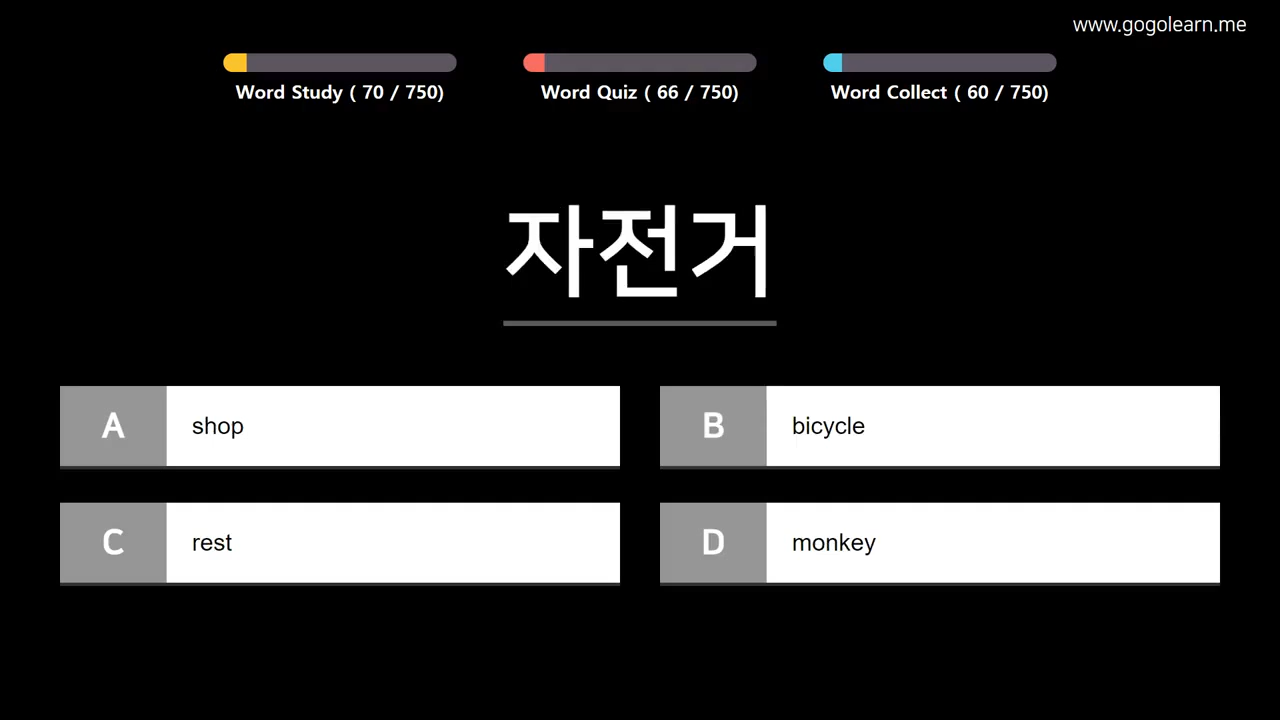 www.gogolearn.me
Word Study ( 70 / 750)
Word Quiz ( 66 / 750)
Word Collect ( 60 / 750)
자전거
A shop
B bicycle
C rest
D monkey